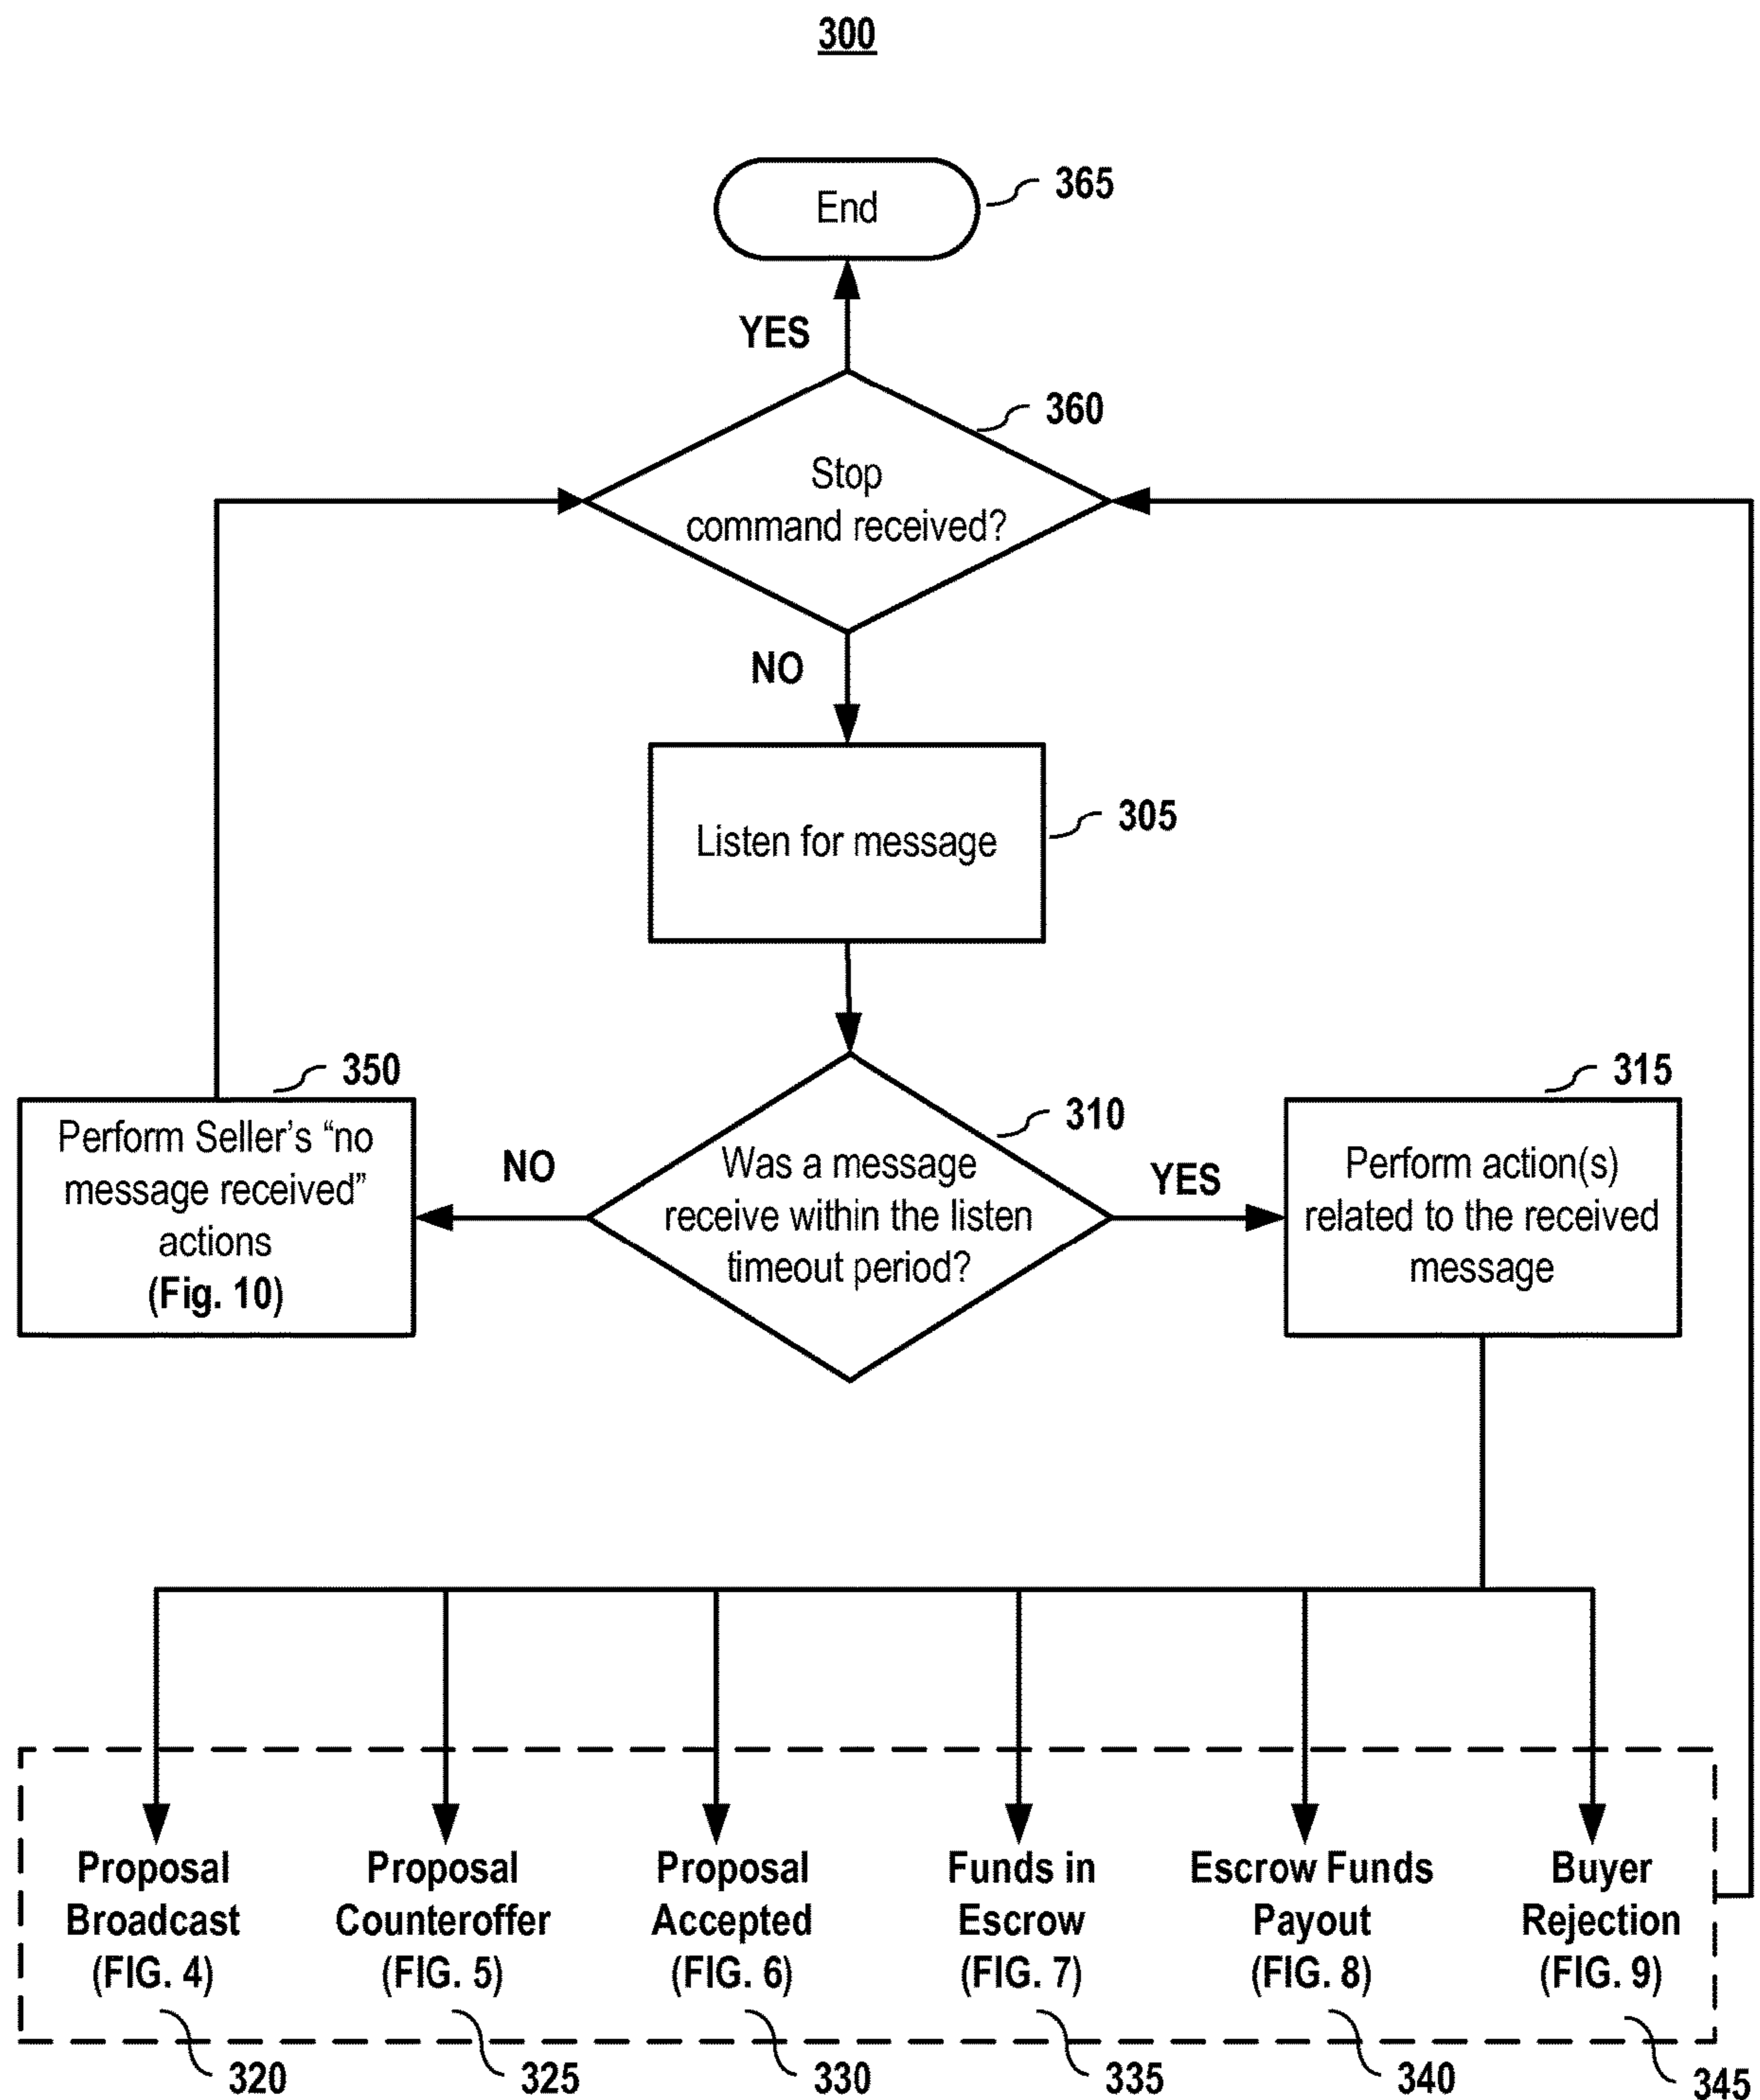 300
End
365
YES
360
Stop
command received?
NO
Listen for message
305
350
Perform Seller's “no
message received”
actions
(Fig. 10)
NO
310
Was a message
receive within the listen
timeout period?
YES
315
Perform action(s)
related to the received
message
Proposal
Broadcast
(FIG. 4)
320
Proposal
Counteroffer
(FIG. 5)
325
Proposal
Accepted
(FIG. 6)
330
Funds in
Escrow
(FIG. 7)
335
Escrow Funds
Payout
(FIG. 8)
340
Buyer
Rejection
(FIG. 9)
345